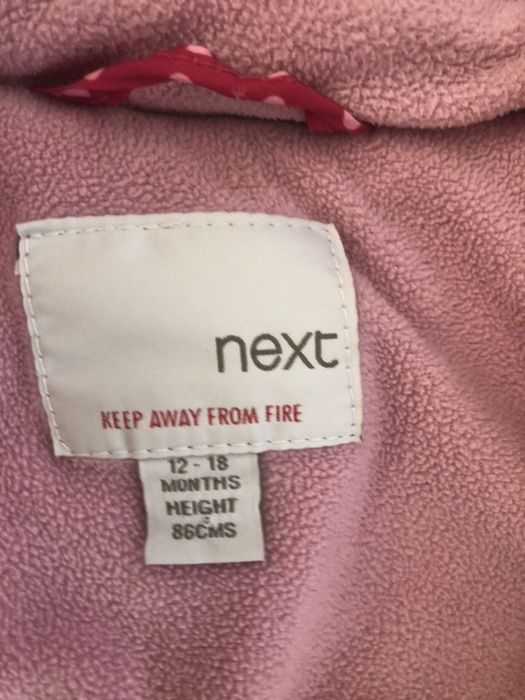 next
KEEP AWAY FROM FIRE
12 - 18
MONTHS
HEIGHT
86CMS